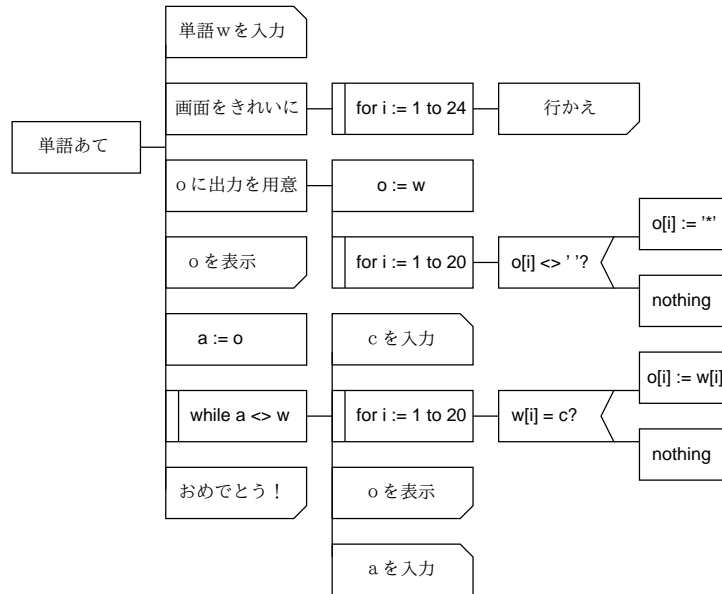 単語wを入力
画面をきれいに
for i := 1 to 24
行かえ
単語あて
oに出力を用意
o := w
o[i] := '*'
oを表示
for i := 1 to 20
o[i] <> ' '?
nothing
a := o
cを入力
o[i] := w[i]
while a <> w
for i := 1 to 20
w[i] = c?
nothing
おめでとう！
oを表示
aを入力